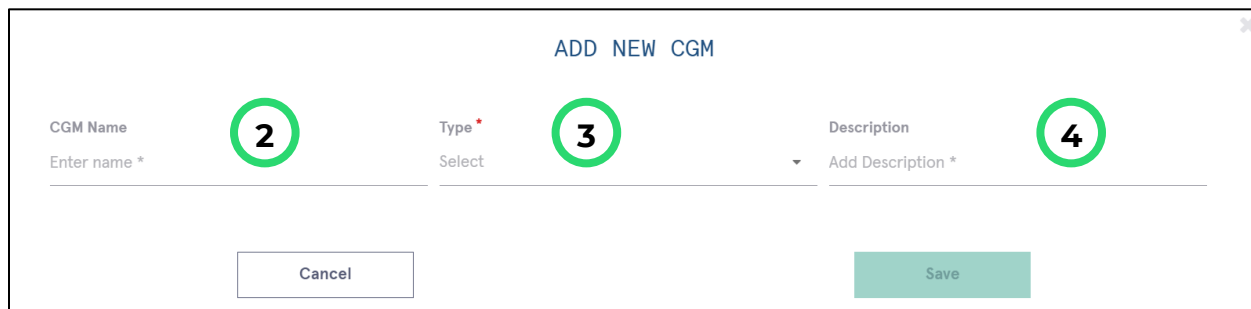 ADD NEW CGM
CGM Name
2
Type *
3
Description
4
Enter name *
Select
Add Description *
Cancel
Save